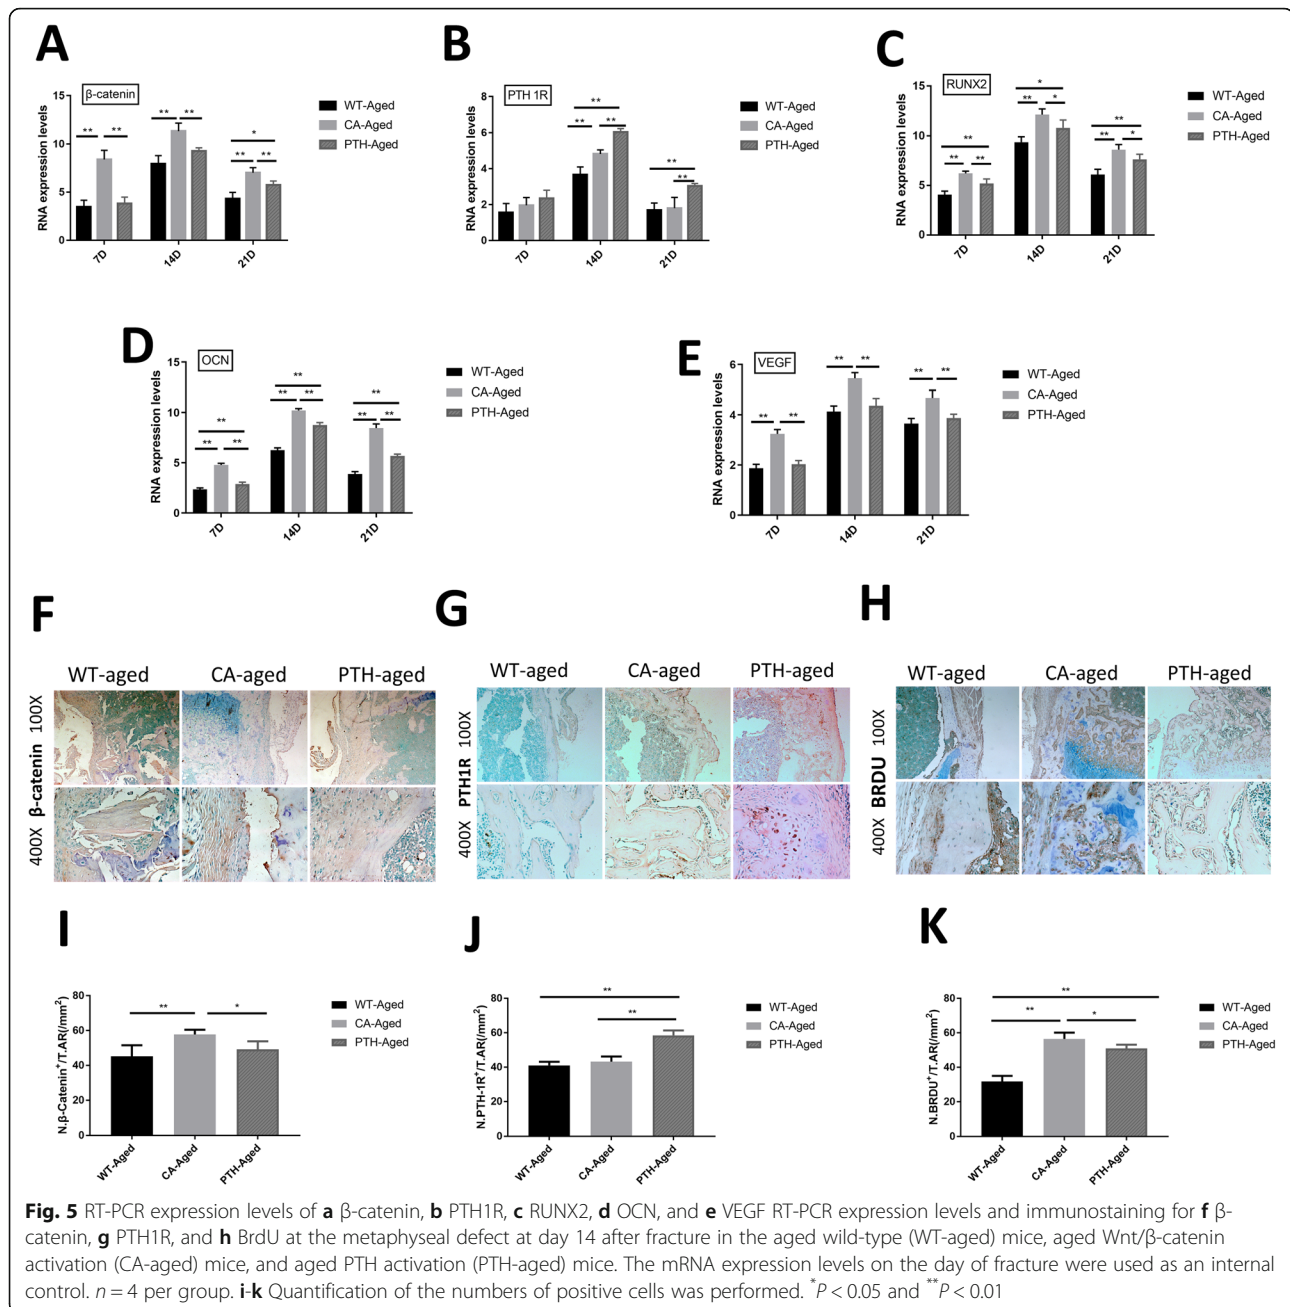 A
β-catenin
RNA expression levels
15
10
5
0
** **
** **
*
** **
7D
14D
21D
WT-Aged
CA-Aged
PTH-Aged
B
PTH 1R
RNA expression levels
8
6
4
2
0
**
** **
**
**
7D
14D
21D
WT-Aged
CA-Aged
PTH-Aged
C
RUNX2
RNA expression levels
15
10
5
0
**
** **
*
** *
**
** *
7D
14D
21D
WT-Aged
CA-Aged
PTH-Aged
D
OCN
RNA expression levels
15
10
5
0
**
** **
**
** **
**
** **
7D
14D
21D
WT-Aged
CA-Aged
PTH-Aged
E
VEGF
RNA expression levels
6
4
2
0
** **
** **
** **
7D
14D
21D
WT-Aged
CA-Aged
PTH-Aged
F
WT-aged CA-aged PTH-aged
400X β-catenin 100X
G
WT-aged CA-aged PTH-aged
400X PTH1R 100X
H
WT-aged CA-aged PTH-aged
400X BRDU 100X
I
N.β-Catenin⁺/T.AR(/mm²)
80
60
40
20
0
** *
WT-Aged
CA-Aged
PTH-Aged
WT-Aged
CA-Aged
PTH-Aged
J
N.PTH-1R⁺/T.AR(/mm²)
80
60
40
20
0
**
**
WT-Aged
CA-Aged
PTH-Aged
WT-Aged
CA-Aged
PTH-Aged
K
N.BRDU⁺/T.AR(/mm²)
80
60
40
20
0
**
** *
WT-Aged
CA-Aged
PTH-Aged
WT-Aged
CA-Aged
PTH-Aged
Fig. 5 RT-PCR expression levels of a β-catenin, b PTH1R, c RUNX2, d OCN, and e VEGF RT-PCR expression levels and immunostaining for f β-
catenin, g PTH1R, and h BrdU at the metaphyseal defect at day 14 after fracture in the aged wild-type (WT-aged) mice, aged Wnt/β-catenin
activation (CA-aged) mice, and aged PTH activation (PTH-aged) mice. The mRNA expression levels on the day of fracture were used as an internal
control. n = 4 per group. i-k Quantification of the numbers of positive cells was performed. *P < 0.05 and **P < 0.01